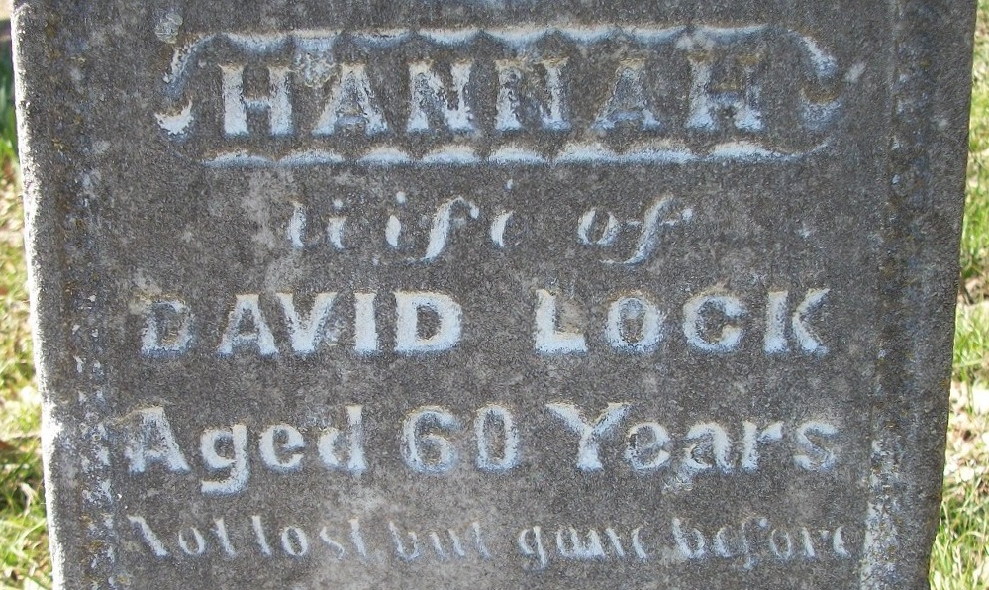 HANNAH
wife of
DAVID LOCK
Aged 60 Years
Not lost but gone before